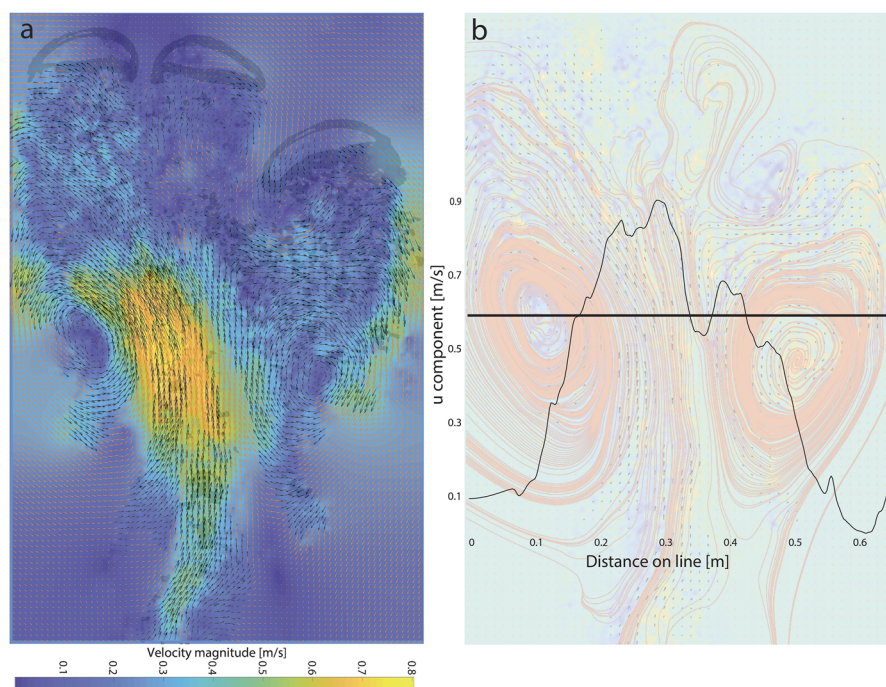 a
b
0.9
0.7
0.5
0.3
0.1
u component [m/s]
0 0.1 0.2 0.3 0.4 0.5 0.6
Distance on line [m]
Velocity magnitude [m/s]
0.1 0.2 0.3 0.4 0.5 0.6 0.7 0.8